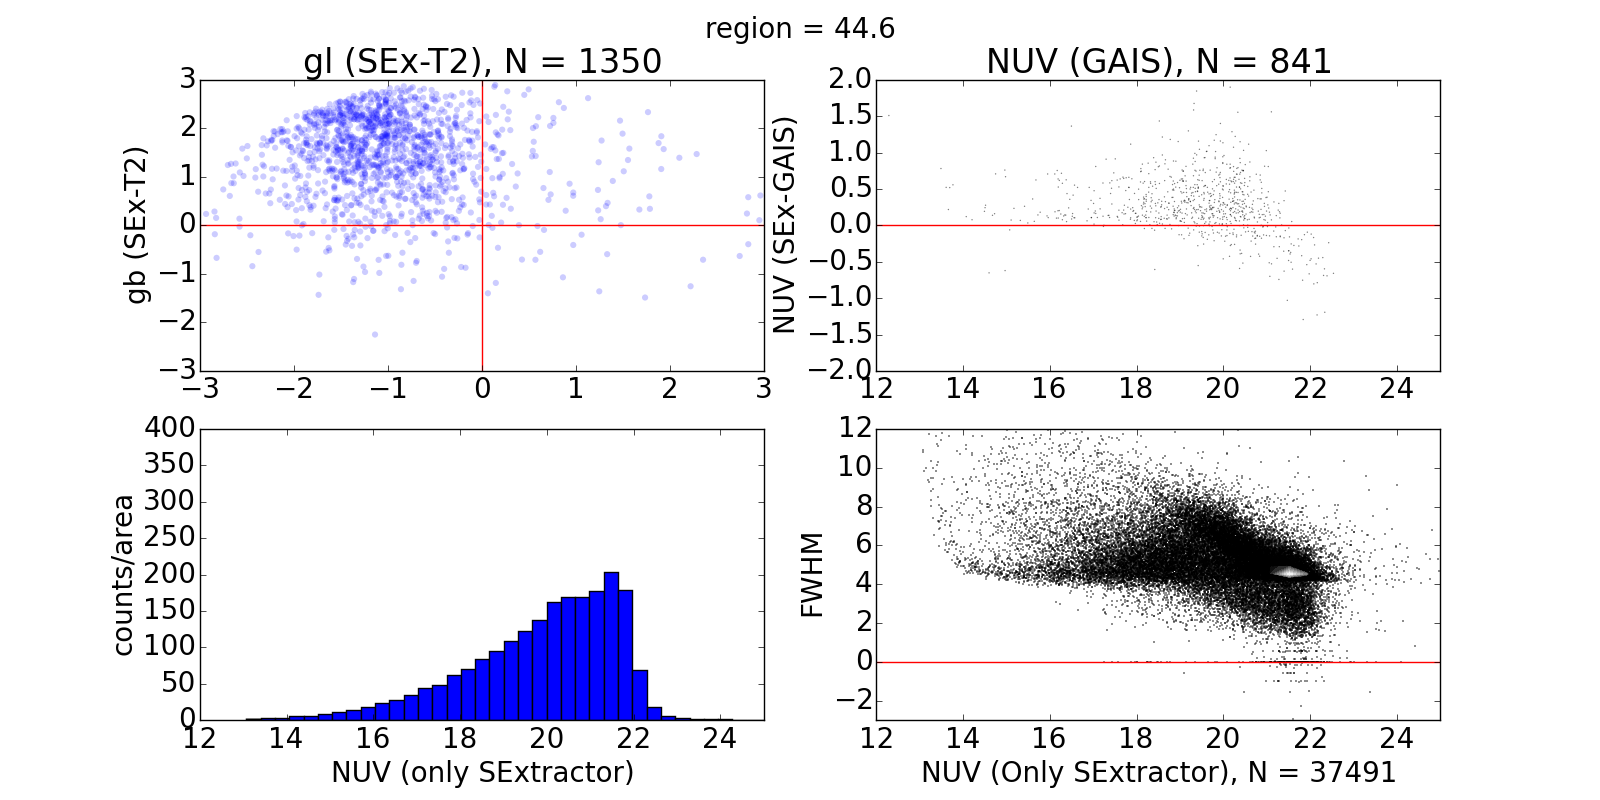 region = 44.6
gl (SEx-T2), N = 1350
NUV (GAIS), N = 841
gb (SEx-T2)
3
2
1
0
−1
−2
−3
−3 −2 −1 0 1 2 3
NUV (SEx-GAIS)
2.0
1.5
1.0
0.5
0.0
−0.5
−1.0
−1.5
−2.0
12 14 16 18 20 22 24
counts/area
400
350
300
250
200
150
100
50
0
12 14 16 18 20 22 24
NUV (only SExtractor)
FWHM
12
10
8
6
4
2
0
−2
12 14 16 18 20 22 24
NUV (Only SExtractor), N = 37491